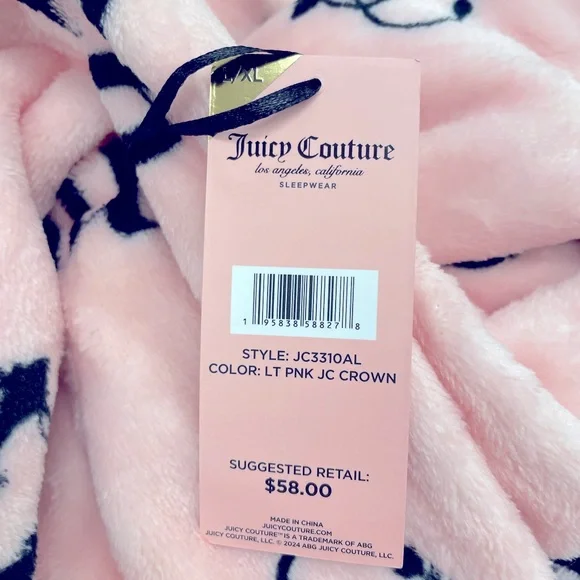 /XL
Juicy Couture
los angeles, california
SLEEPWEAR
1 95838 58827 8
STYLE: JC3310AL
COLOR: LT PNK JC CROWN
SUGGESTED RETAIL:
$58.00
MADE IN CHINA
JUICYCOUTURE.COM
JUICY COUTURE™ IS A TRADEMARK OF ABG
JUICY COUTURE, LLC. © 2024 ABG JUICY COUTURE, LLC.